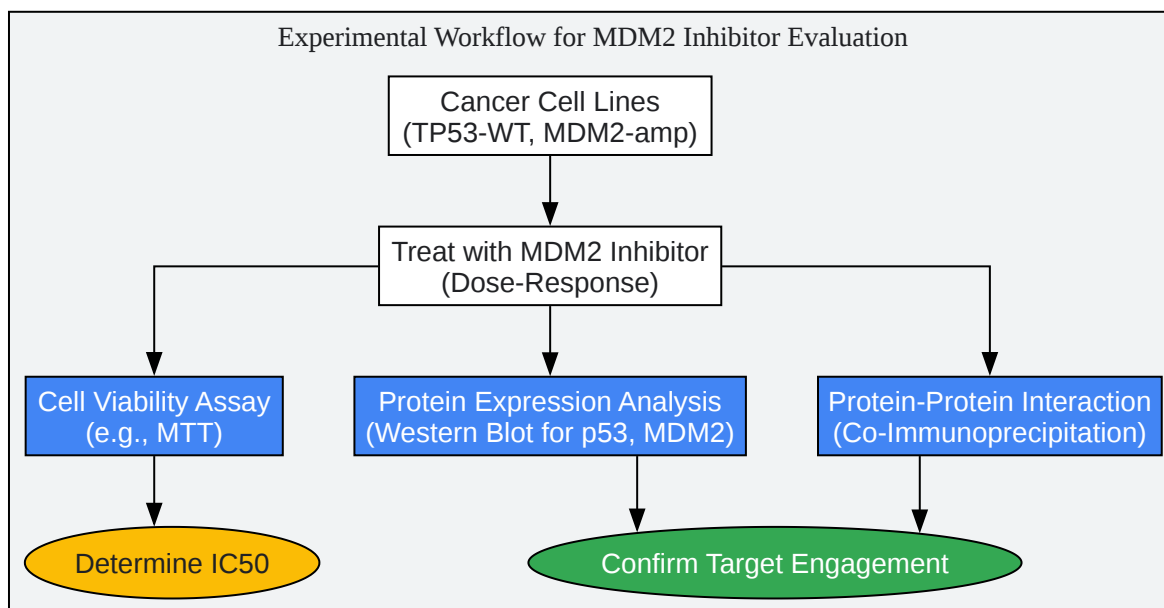 Experimental Workflow for MDM2 Inhibitor Evaluation
Cancer Cell Lines
(TP53-WT, MDM2-amp)
Treat with MDM2 Inhibitor
(Dose-Response)
Cell Viability Assay
(e.g., MTT)
Protein Expression Analysis
(Western Blot for p53, MDM2)
Protein-Protein Interaction
(Co-Immunoprecipitation)
Determine IC50
Confirm Target Engagement